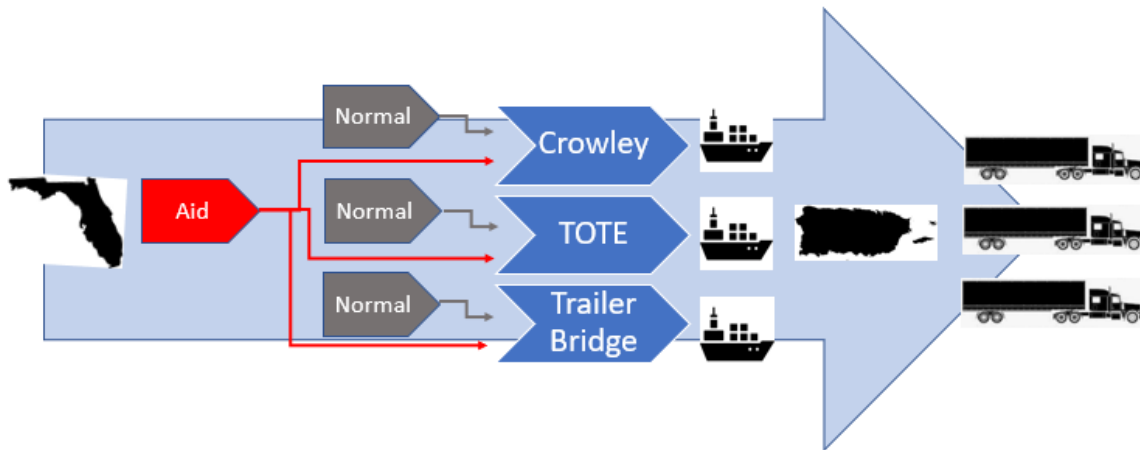 Normal
Crowley
Aid
Normal
TOTE
Normal
Trailer
Bridge